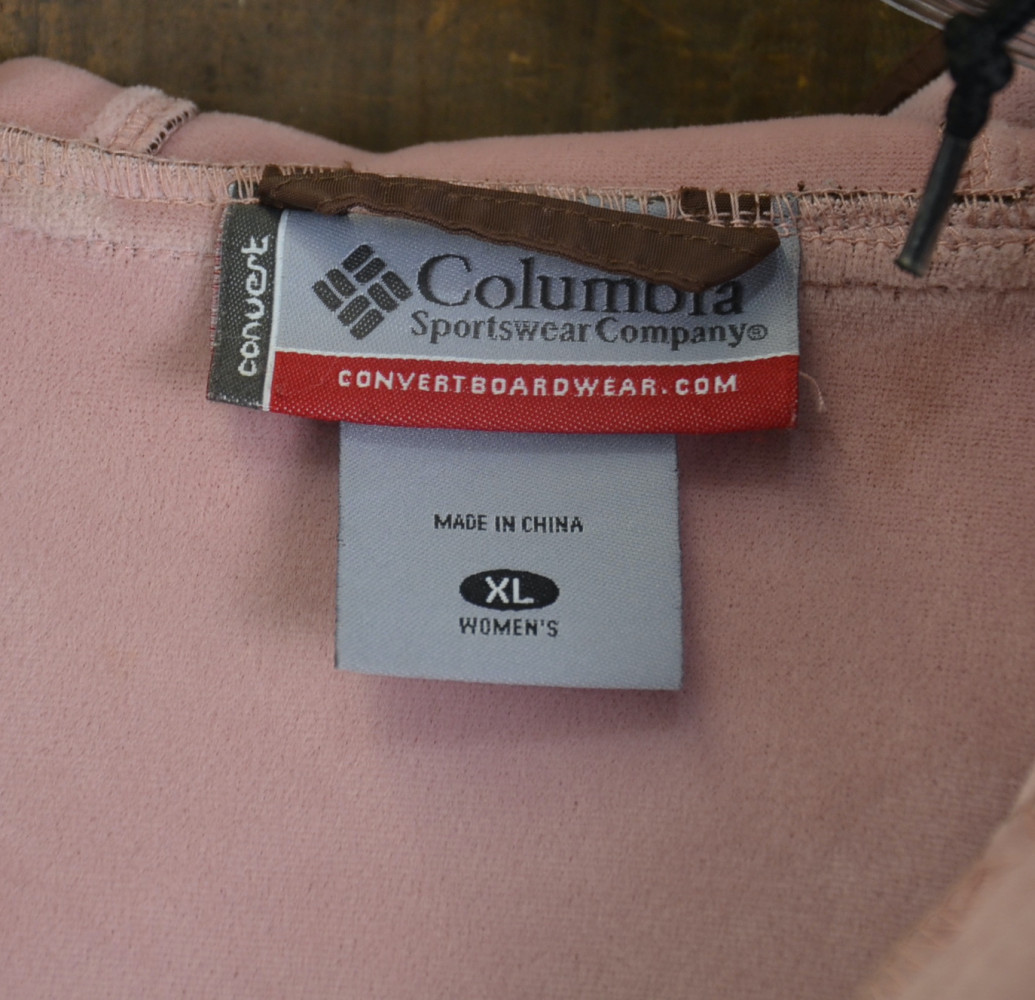 convert
Columbia
Sportswear Company®
CONVERTBOARDWEAR.COM
MADE IN CHINA
XL
WOMEN'S